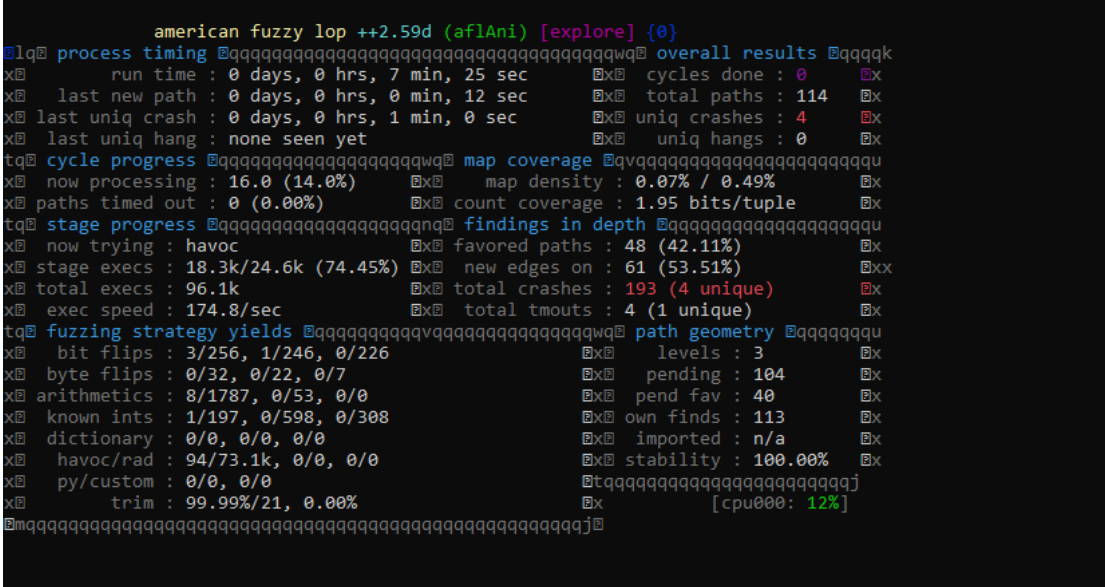 american fuzzy lop ++2.59d (aflAni) [explore] {0}
lq process timing qqqqqqqqqqqqqqqqqqqqqqqqqqqqqqqqqqqqwq overall results qqqqk
x run time : 0 days, 0 hrs, 7 min, 25 sec x cycles done : 0 x
x last new path : 0 days, 0 hrs, 0 min, 12 sec x total paths : 114 x
x last uniq crash : 0 days, 0 hrs, 1 min, 0 sec x uniq crashes : 4 x
x last uniq hang : none seen yet x uniq hangs : 0 x
tq cycle progress qqqqqqqqqqqqqqqqqqqwq map coverage qvqqqqqqqqqqqqqqqqqqqqqqu
x now processing : 16.0 (14.0%) x map density : 0.07% / 0.49% x
x paths timed out : 0 (0.00%) x count coverage : 1.95 bits/tuple x
tq stage progress qqqqqqqqqqqqqqqqqqqnq findings in depth qqqqqqqqqqqqqqqqqqqu
x now trying : havoc x favored paths : 48 (42.11%) x
x stage execs : 18.3k/24.6k (74.45%) x new edges on : 61 (53.51%) xx
x total execs : 96.1k x total crashes : 193 (4 unique) x
x exec speed : 174.8/sec x total tmouts : 4 (1 unique) x
tq fuzzing strategy yields qqqqqqqqqqvqqqqqqqqqqqqqqqwq path geometry qqqqqqqu
x bit flips : 3/256, 1/246, 0/226 x levels : 3 x
x byte flips : 0/32, 0/22, 0/7 x pending : 104 x
x arithmetics : 8/1787, 0/53, 0/0 x pend fav : 40 x
x known ints : 1/197, 0/598, 0/308 x own finds : 113 x
x dictionary : 0/0, 0/0, 0/0 x imported : n/a x
x havoc/rad : 94/73.1k, 0/0, 0/0 x stability : 100.00% x
x py/custom : 0/0, 0/0 tqqqqqqqqqqqqqqqqqqqqqqqj
x trim : 99.99%/21, 0.00% x [cpu000: 12%]
mqqqqqqqqqqqqqqqqqqqqqqqqqqqqqqqqqqqqqqqqqqqqqqqqqqqqj